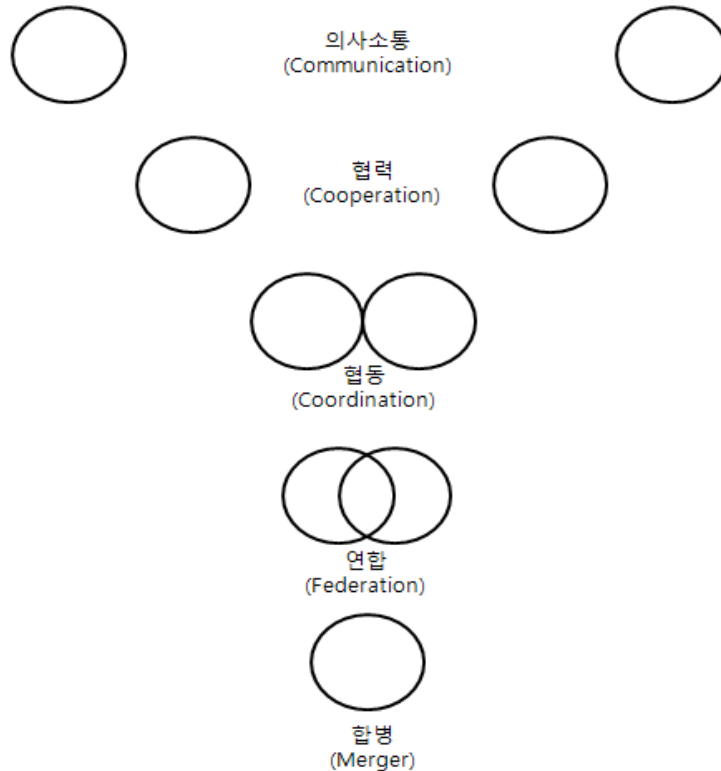 의사소통
(Communication)
협력
(Cooperation)
협동
(Coordination)
연합
(Federation)
합병
(Merger)